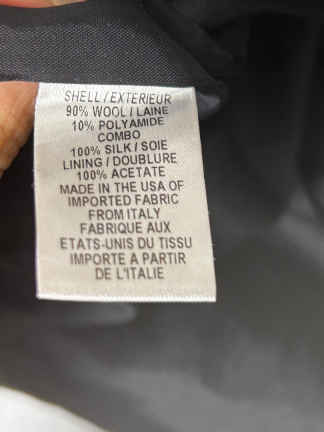 SHELL / EXTERIEUR
90% WOOL / LAINE
10% POLYAMIDE
COMBO
100% SILK / SOIE
LINING / DOUBLURE
100% ACETATE
MADE IN THE USA OF
IMPORTED FABRIC
FROM ITALY
FABRIQUE AUX
ETATS-UNIS DU TISSU
IMPORTE A PARTIR
DE L'ITALIE